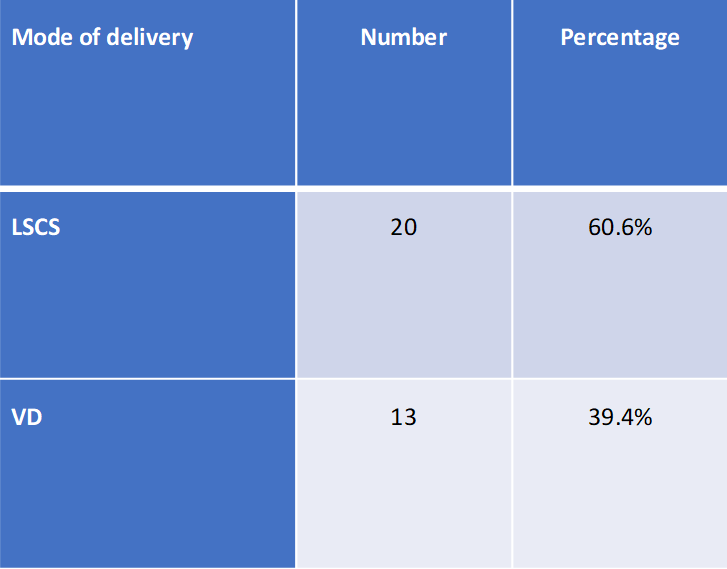 Mode of delivery Number Percentage
LSCS 20 60.6%
VD 13 39.4%